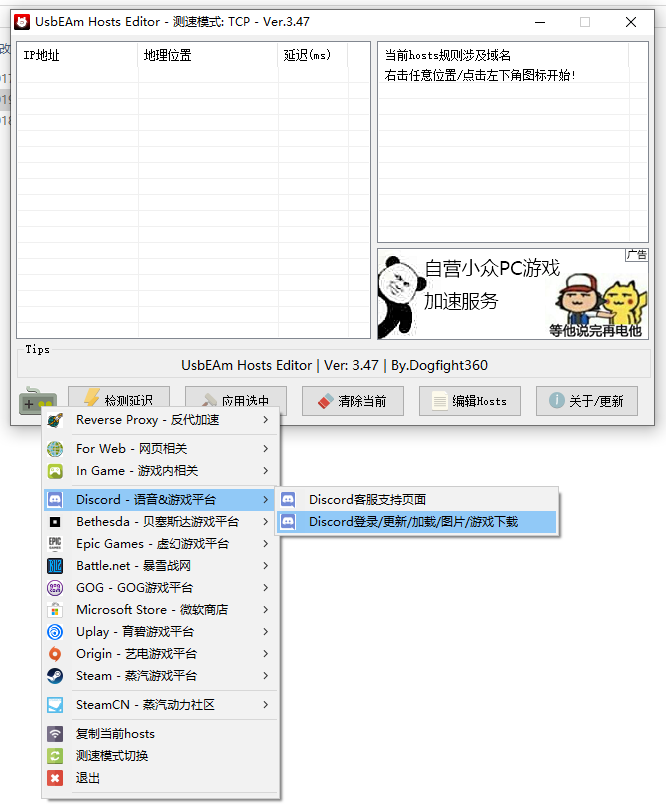 UsbEAm Hosts Editor - 测速模式: TCP - Ver.3.47
IP地址 地理位置 延迟(ms)
当前hosts规则涉及域名
右击任意位置/点击左下角图标开始!
广告
自营小众PC游戏
加速服务
等他说完再电他
Tips
UsbEAm Hosts Editor | Ver: 3.47 | By.Dogfight360
检测延迟 应用选中 清除当前 编辑Hosts 关于/更新
Reverse Proxy - 反代加速
For Web - 网页相关
In Game - 游戏内相关
Discord - 语音&游戏平台
Discord客服支持页面
Discord登录/更新/加载/图片/游戏下载
Bethesda - 贝塞斯达游戏平台
Epic Games - 虚幻游戏平台
Battle.net - 暴雪战网
GOG - GOG游戏平台
Microsoft Store - 微软商店
Uplay - 育碧游戏平台
Origin - 艺电游戏平台
Steam - 蒸汽游戏平台
SteamCN - 蒸汽动力社区
复制当前hosts
测速模式切换
退出